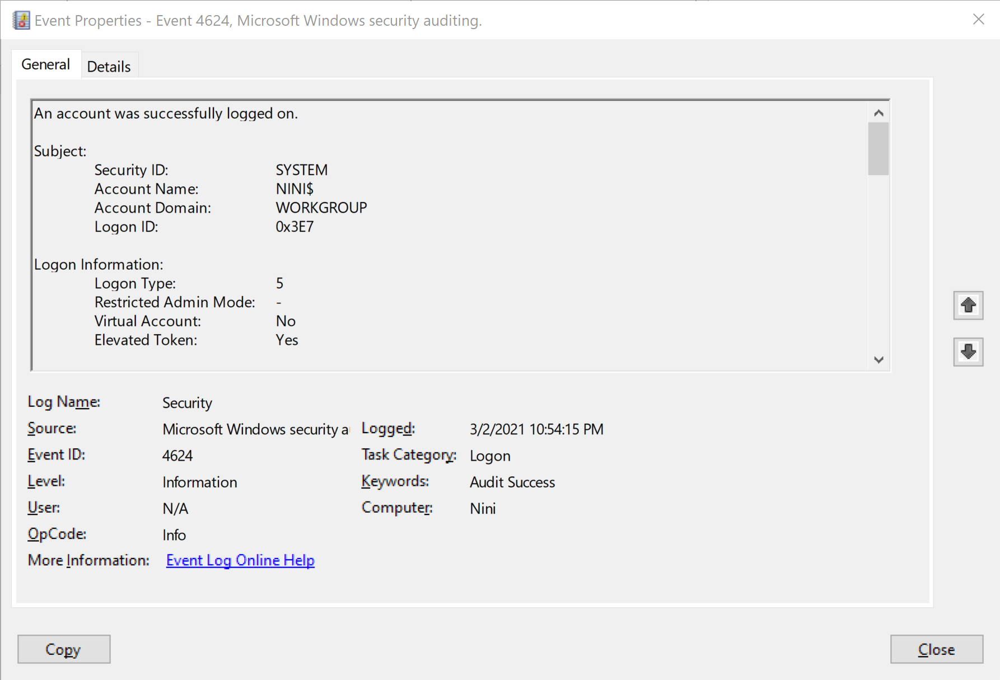 Event Properties - Event 4624, Microsoft Windows security auditing.
General Details
An account was successfully logged on.
Subject:
Security ID: SYSTEM
Account Name: NINI$
Account Domain: WORKGROUP
Logon ID: 0x3E7
Logon Information:
Logon Type: 5
Restricted Admin Mode: -
Virtual Account: No
Elevated Token: Yes
Log Name: Security
Source: Microsoft Windows security a Logged: 3/2/2021 10:54:15 PM
Event ID: 4624 Task Category: Logon
Level: Information Keywords: Audit Success
User: N/A Computer: Nini
OpCode: Info
More Information: Event Log Online Help
Copy Close